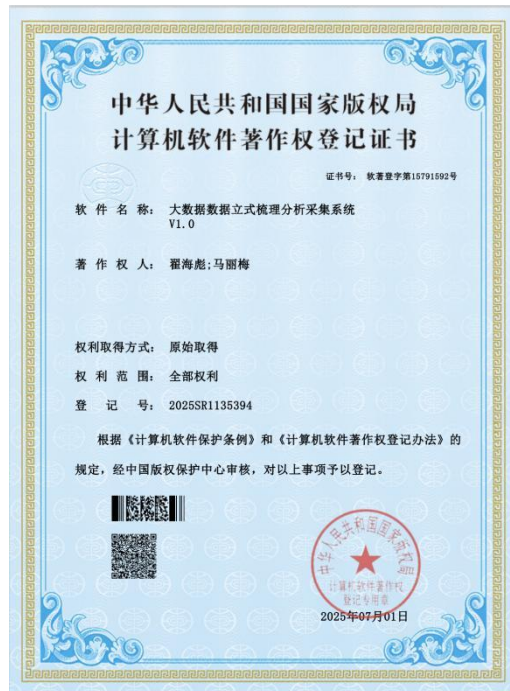 中华人民共和国国家版权局
计算机软件著作权登记证书
证书号: 软著登字第15791592号
软件名称: 大数据数据立式梳理分析采集系统
V1.0
著作权人: 翟海彪;马丽梅
权利取得方式: 原始取得
权利范围: 全部权利
登记号: 2025SR1135394
根据《计算机软件保护条例》和《计算机软件著作权登记办法》的
规定，经中国版权保护中心审核，对以上事项予以登记。
中华人民共和国国家版权局
计算机软件著作权
登记专用章
2025年07月01日